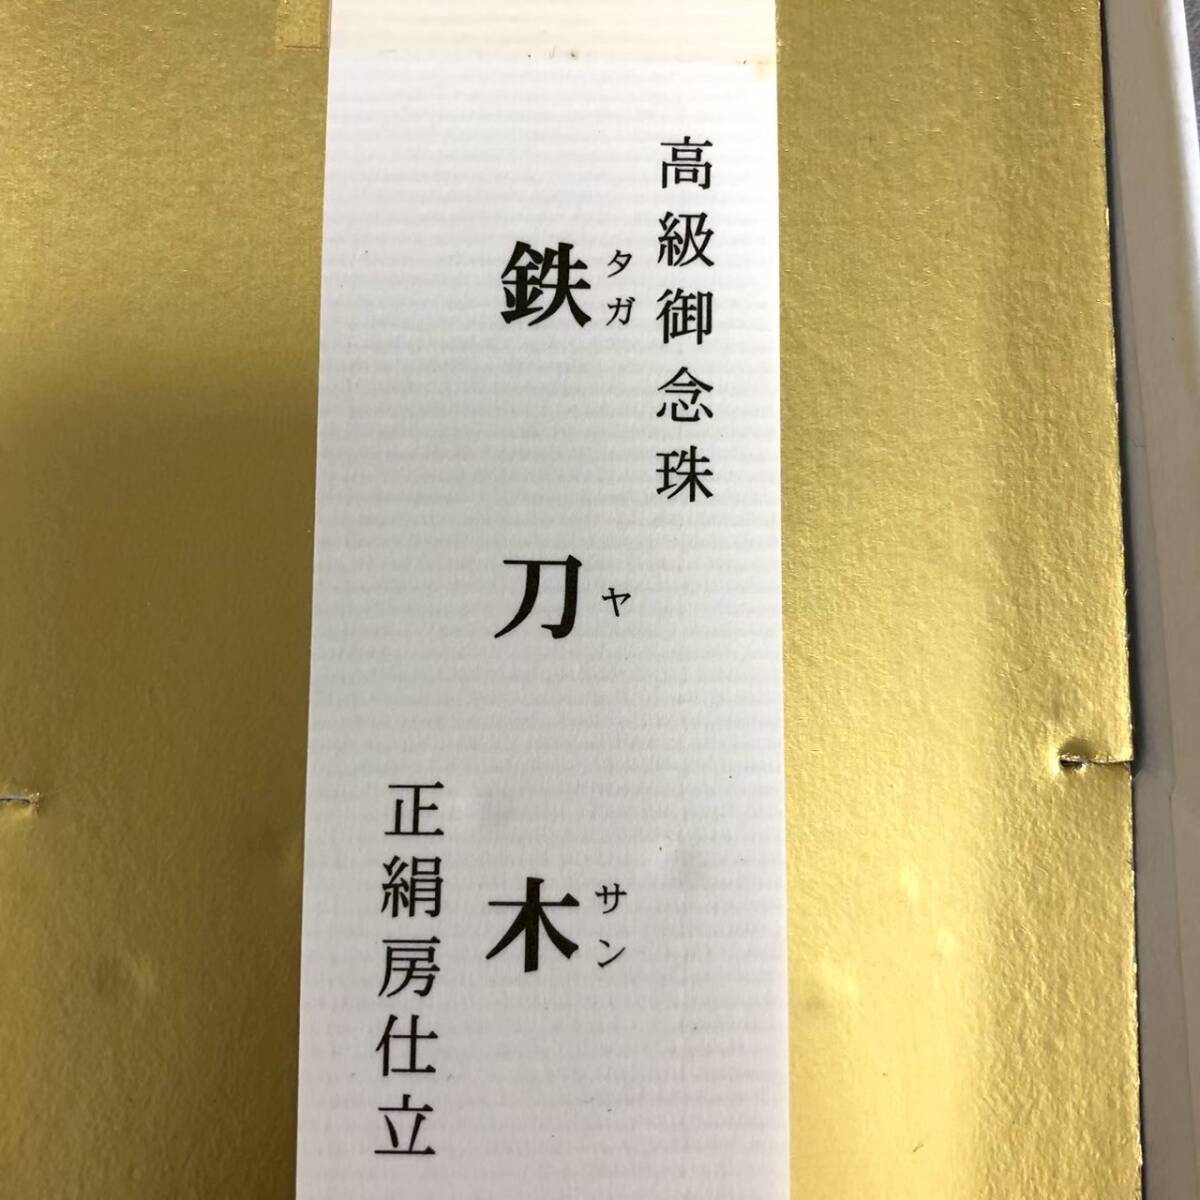 高級御念珠
鉄刀木
タガヤサン
正絹房仕立